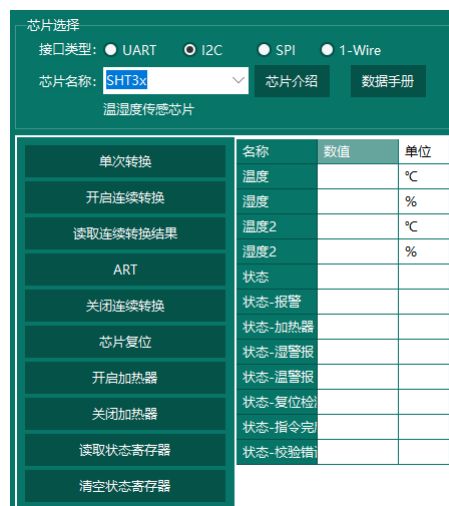 芯片选择
接口类型: UART I2C SPI 1-Wire
芯片名称: SHT3x 芯片介绍 数据手册
温湿度传感芯片
单次转换
开启连续转换
读取连续转换结果
ART
关闭连续转换
芯片复位
开启加热器
关闭加热器
读取状态寄存器
清空状态寄存器
名称 数值 单位
温度 ℃
湿度 %
温度2 ℃
湿度2 %
状态
状态-报警
状态-加热器
状态-湿警报
状态-温警报
状态-复位检
状态-指令完
状态-校验错